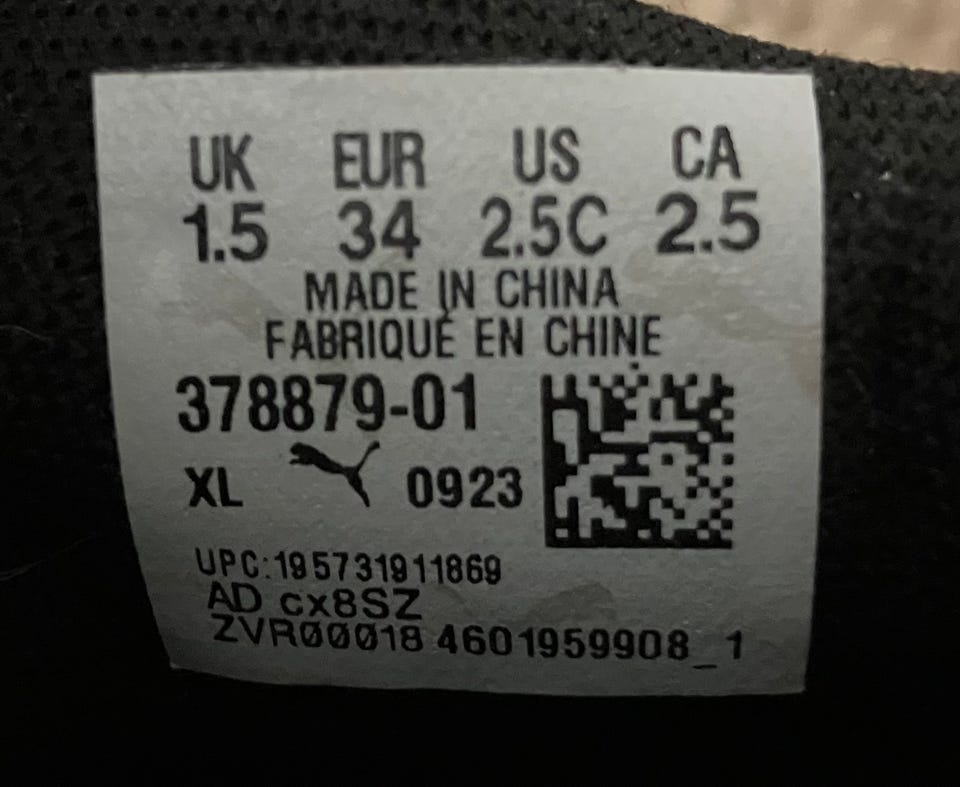 UK EUR US CA
1.5 34 2.5C 2.5
MADE IN CHINA
FABRIQUÉ EN CHINE
378879-01
XL 0923
UPC:195731911869
AD cx8SZ
ZVR00018 4601959908_1